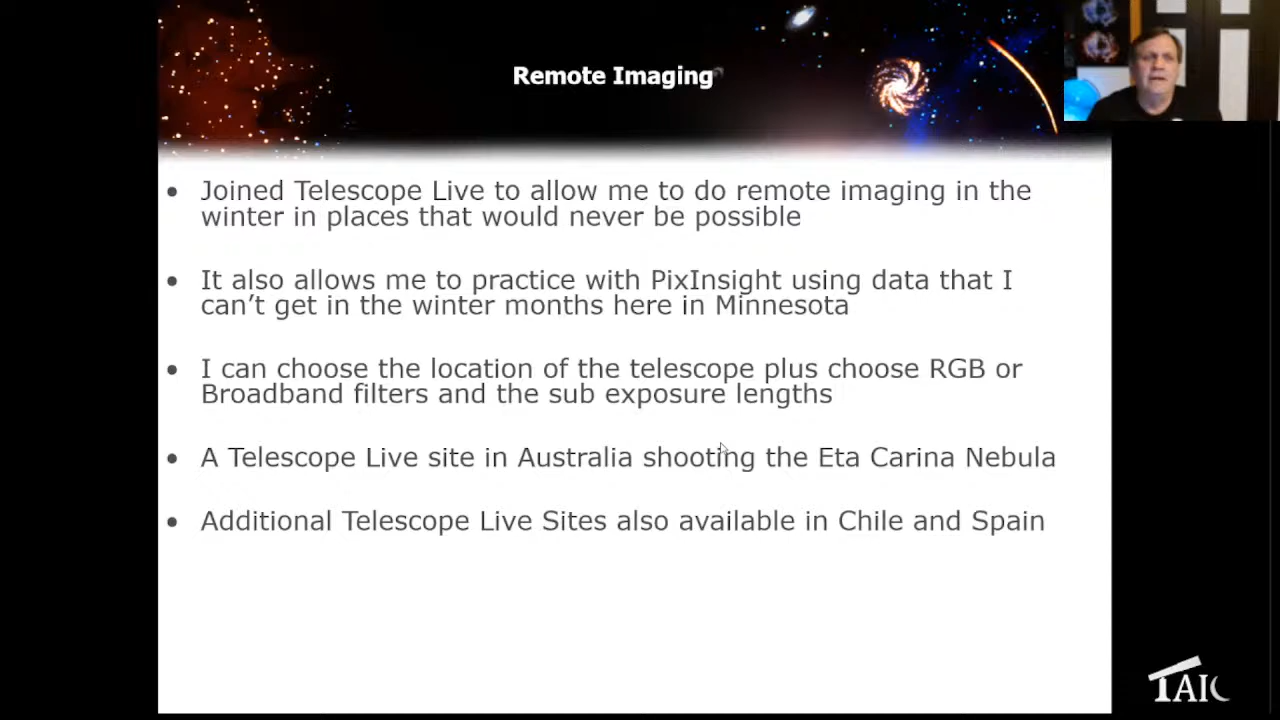 Remote Imaging
• Joined Telescope Live to allow me to do remote imaging in the
winter in places that would never be possible
• It also allows me to practice with PixInsight using data that I
can’t get in the winter months here in Minnesota
• I can choose the location of the telescope plus choose RGB or
Broadband filters and the sub exposure lengths
• A Telescope Live site in Australia shooting the Eta Carina Nebula
• Additional Telescope Live Sites also available in Chile and Spain
TAIC